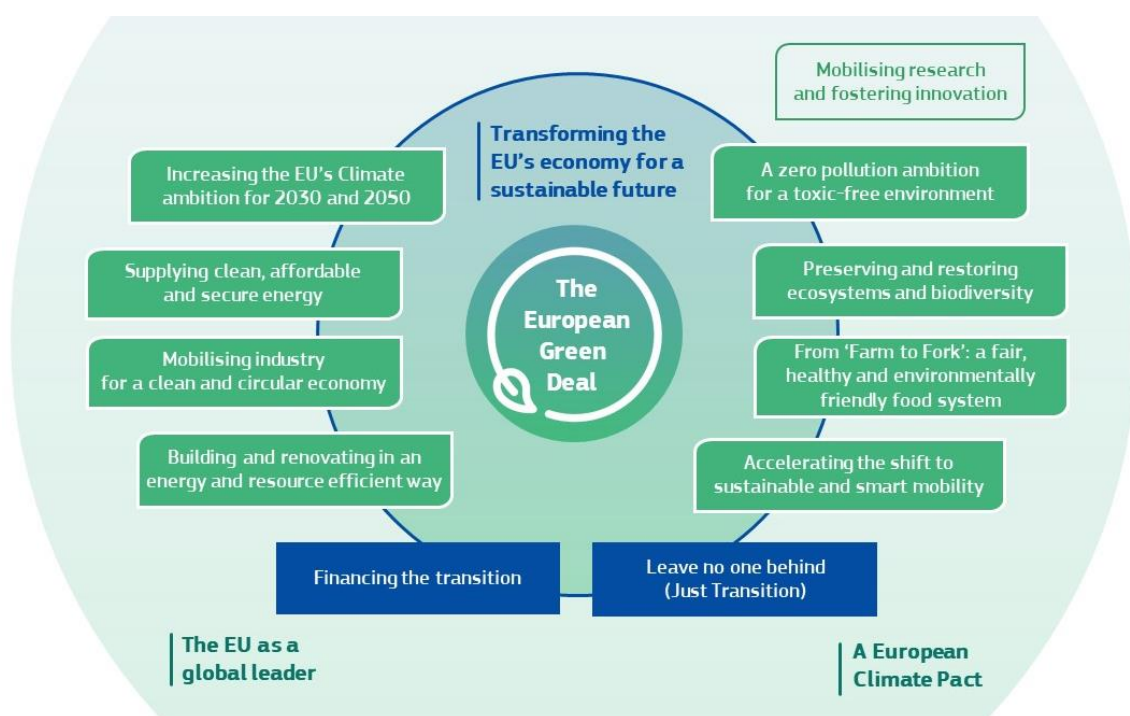 Mobilising research
and fostering innovation
Transforming the
EU's economy for a
sustainable future
Increasing the EU's Climate
ambition for 2030 and 2050
A zero pollution ambition
for a toxic-free environment
Supplying clean, affordable
and secure energy
Preserving and restoring
ecosystems and biodiversity
The
European
Green
Deal
Mobilising industry
for a clean and circular economy
From ‘Farm to Fork’: a fair,
healthy and environmentally
friendly food system
Building and renovating in an
energy and resource efficient way
Accelerating the shift to
sustainable and smart mobility
Financing the transition
Leave no one behind
(Just Transition)
The EU as a
global leader
A European
Climate Pact